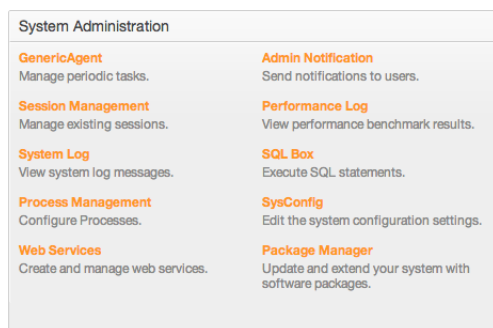 System Administration
GenericAgent
Manage periodic tasks.
Admin Notification
Send notifications to users.
Session Management
Manage existing sessions.
Performance Log
View performance benchmark results.
System Log
View system log messages.
SQL Box
Execute SQL statements.
Process Management
Configure Processes.
SysConfig
Edit the system configuration settings.
Web Services
Create and manage web services.
Package Manager
Update and extend your system with
software packages.